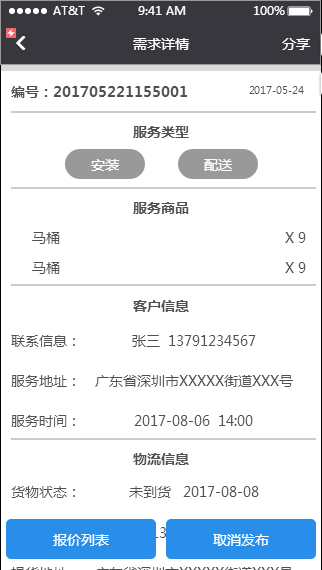 AT&T 9:41 AM 100%
需求详情 分享
编号：201705221155001 2017-05-24
服务类型
安装 配送
服务商品
马桶 X 9
马桶 X 9
客户信息
联系信息： 张三 13791234567
服务地址： 广东省深圳市XXXXX街道XXX号
服务时间： 2017-08-06 14:00
物流信息
货物状态： 未到货 2017-08-08
报价列表 取消发布